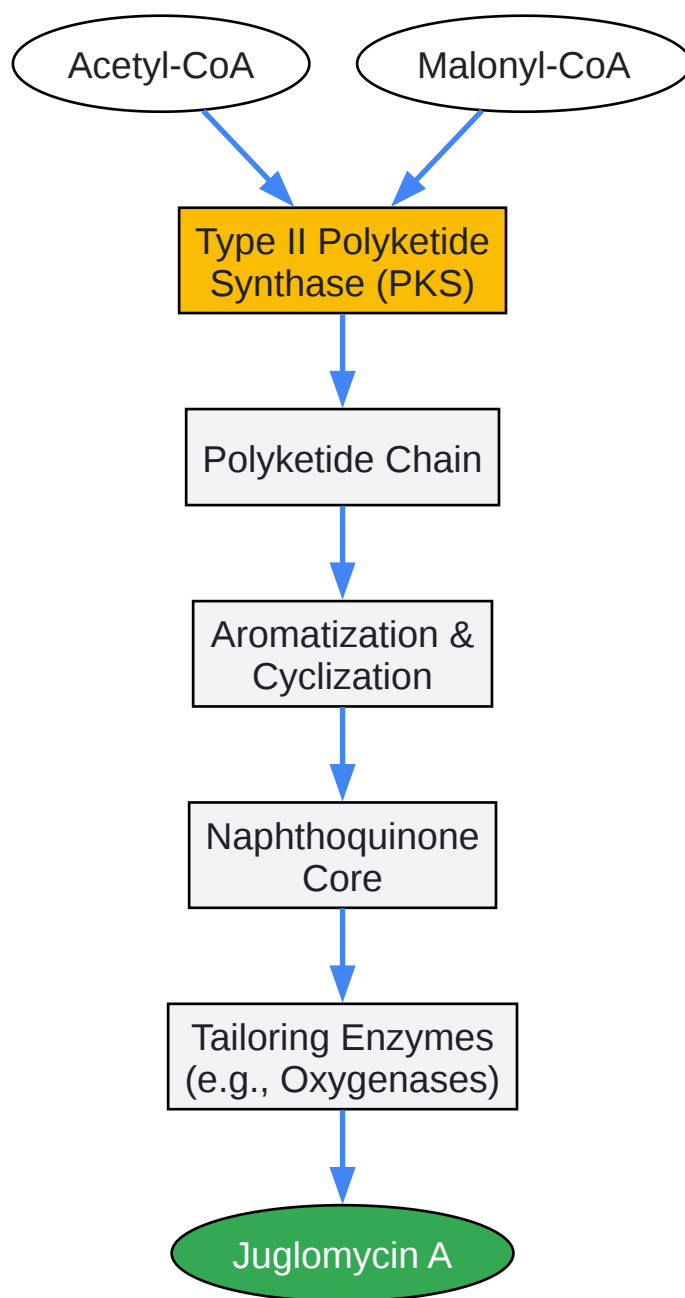 Acetyl-CoA
Malonyl-CoA
Type II Polyketide
Synthase (PKS)
Polyketide Chain
Aromatization &
Cyclization
Naphthoquinone
Core
Tailoring Enzymes
(e.g., Oxygenases)
Juglomycin A